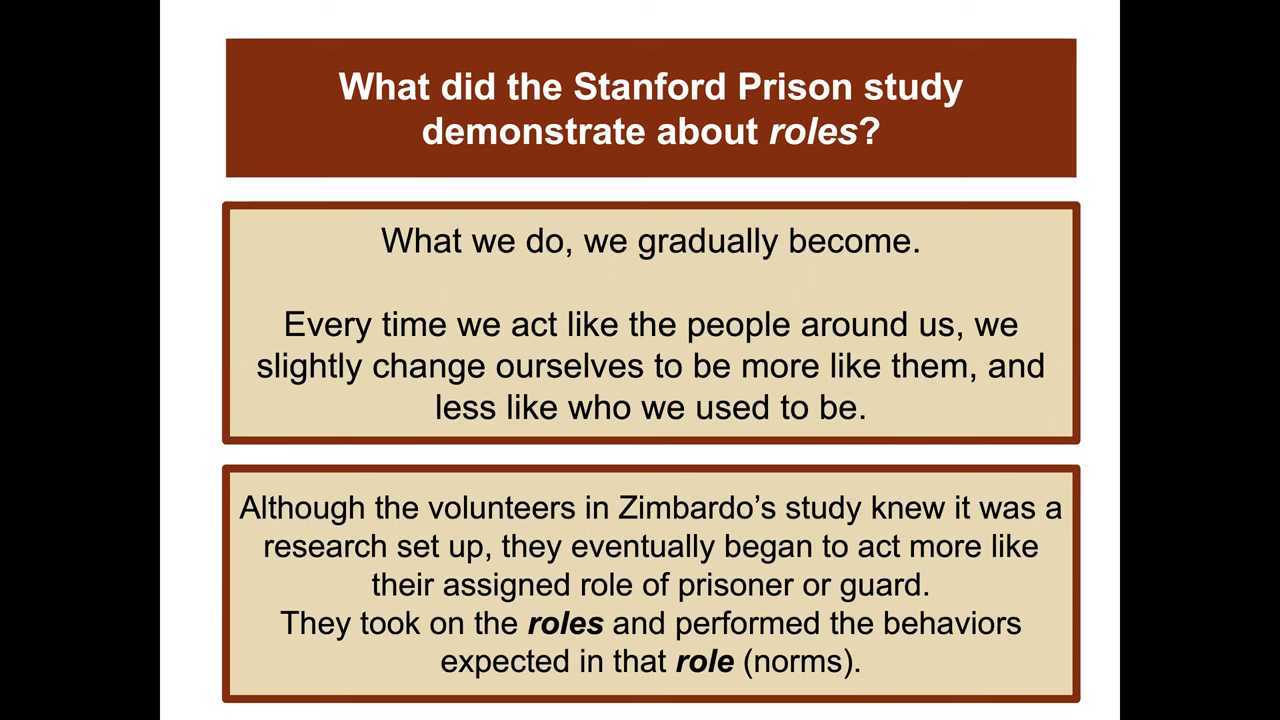 What did the Stanford Prison study
demonstrate about roles?
What we do, we gradually become.
Every time we act like the people around us, we
slightly change ourselves to be more like them, and
less like who we used to be.
Although the volunteers in Zimbardo’s study knew it was a
research set up, they eventually began to act more like
their assigned role of prisoner or guard.
They took on the roles and performed the behaviors
expected in that role (norms).